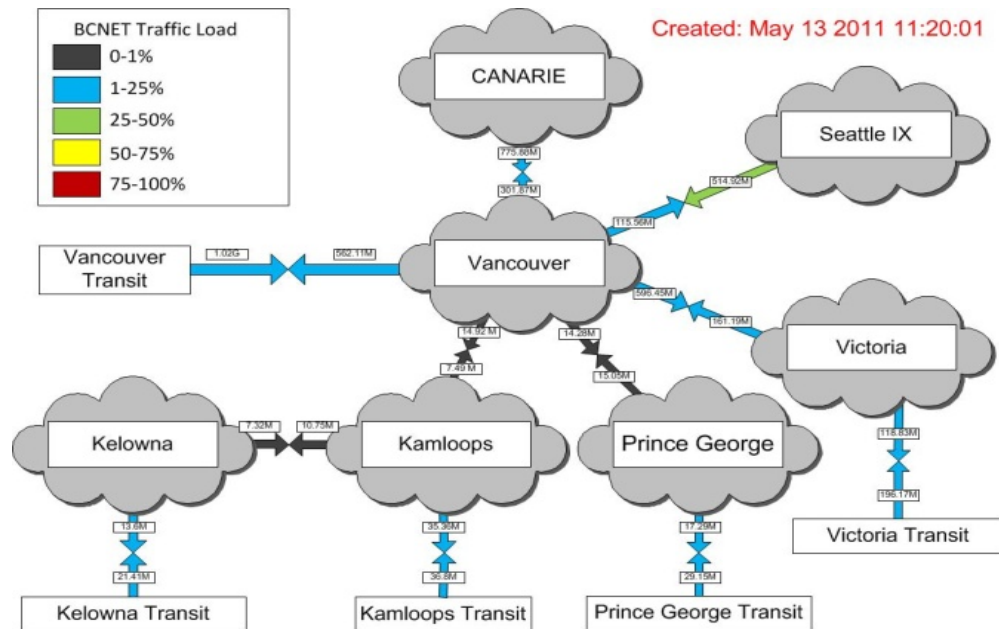 BCNET Traffic Load
0-1%
1-25%
25-50%
50-75%
75-100%
Created: May 13 2011 11:20:01
CANARIE
Seattle IX
775.88M
301.87M
514.92M
115.96M
Vancouver
Transit
1.02G
562.11M
Vancouver
596.45M
161.19M
Victoria
14.92 M
7.49 M
14.28M
15.05M
Kelowna
7.32M
10.75M
Kamloops
Prince George
118.83M
196.17M
Victoria Transit
13.6M
21.41M
35.36M
36.8M
17.29M
29.15M
Kelowna Transit
Kamloops Transit
Prince George Transit